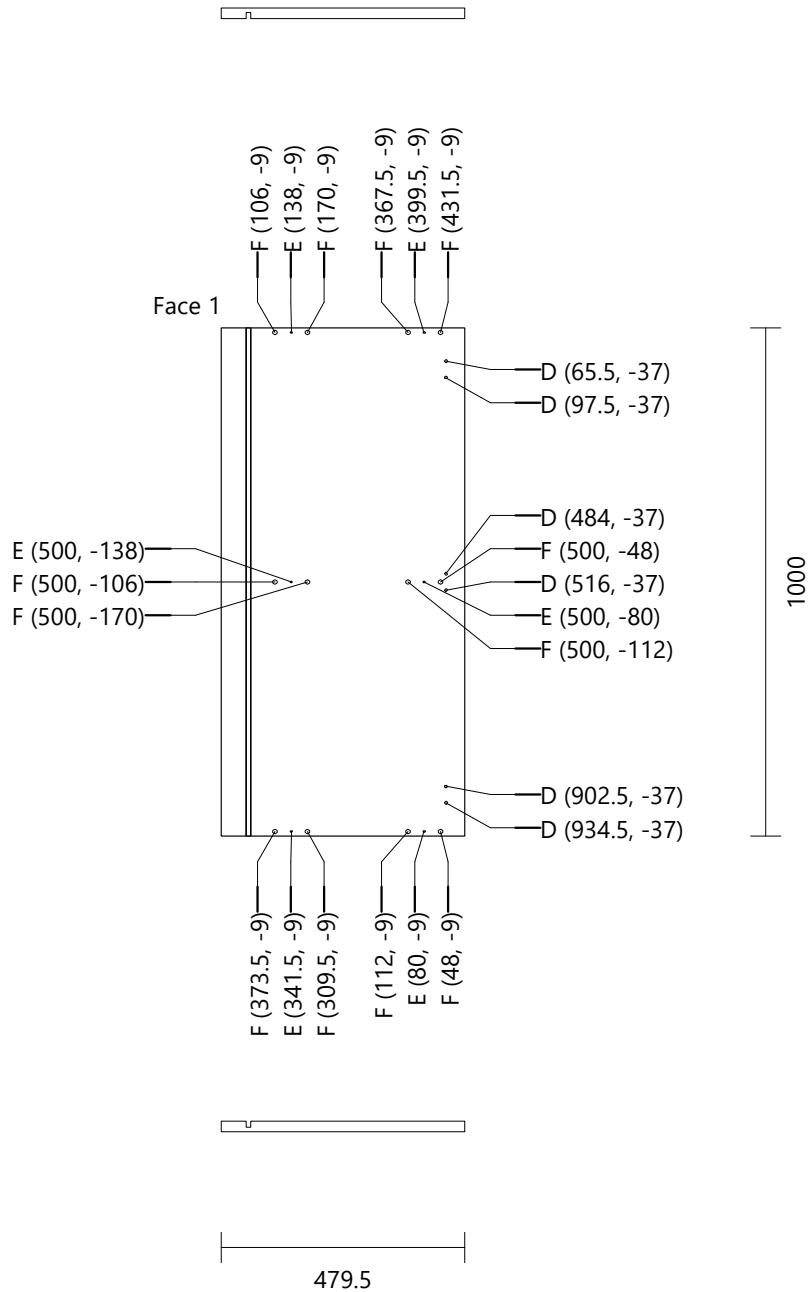 F (106, -9)
E (138, -9)
F (170, -9)
F (367.5, -9)
E (399.5, -9)
F (431.5, -9)
Face 1
D (65.5, -37)
D (97.5, -37)
E (500, -138)
F (500, -106)
F (500, -170)
D (484, -37)
F (500, -48)
D (516, -37)
E (500, -80)
F (500, -112)
1000
D (902.5, -37)
D (934.5, -37)
F (373.5, -9)
E (341.5, -9)
F (309.5, -9)
F (112, -9)
E (80, -9)
F (48, -9)
479.5